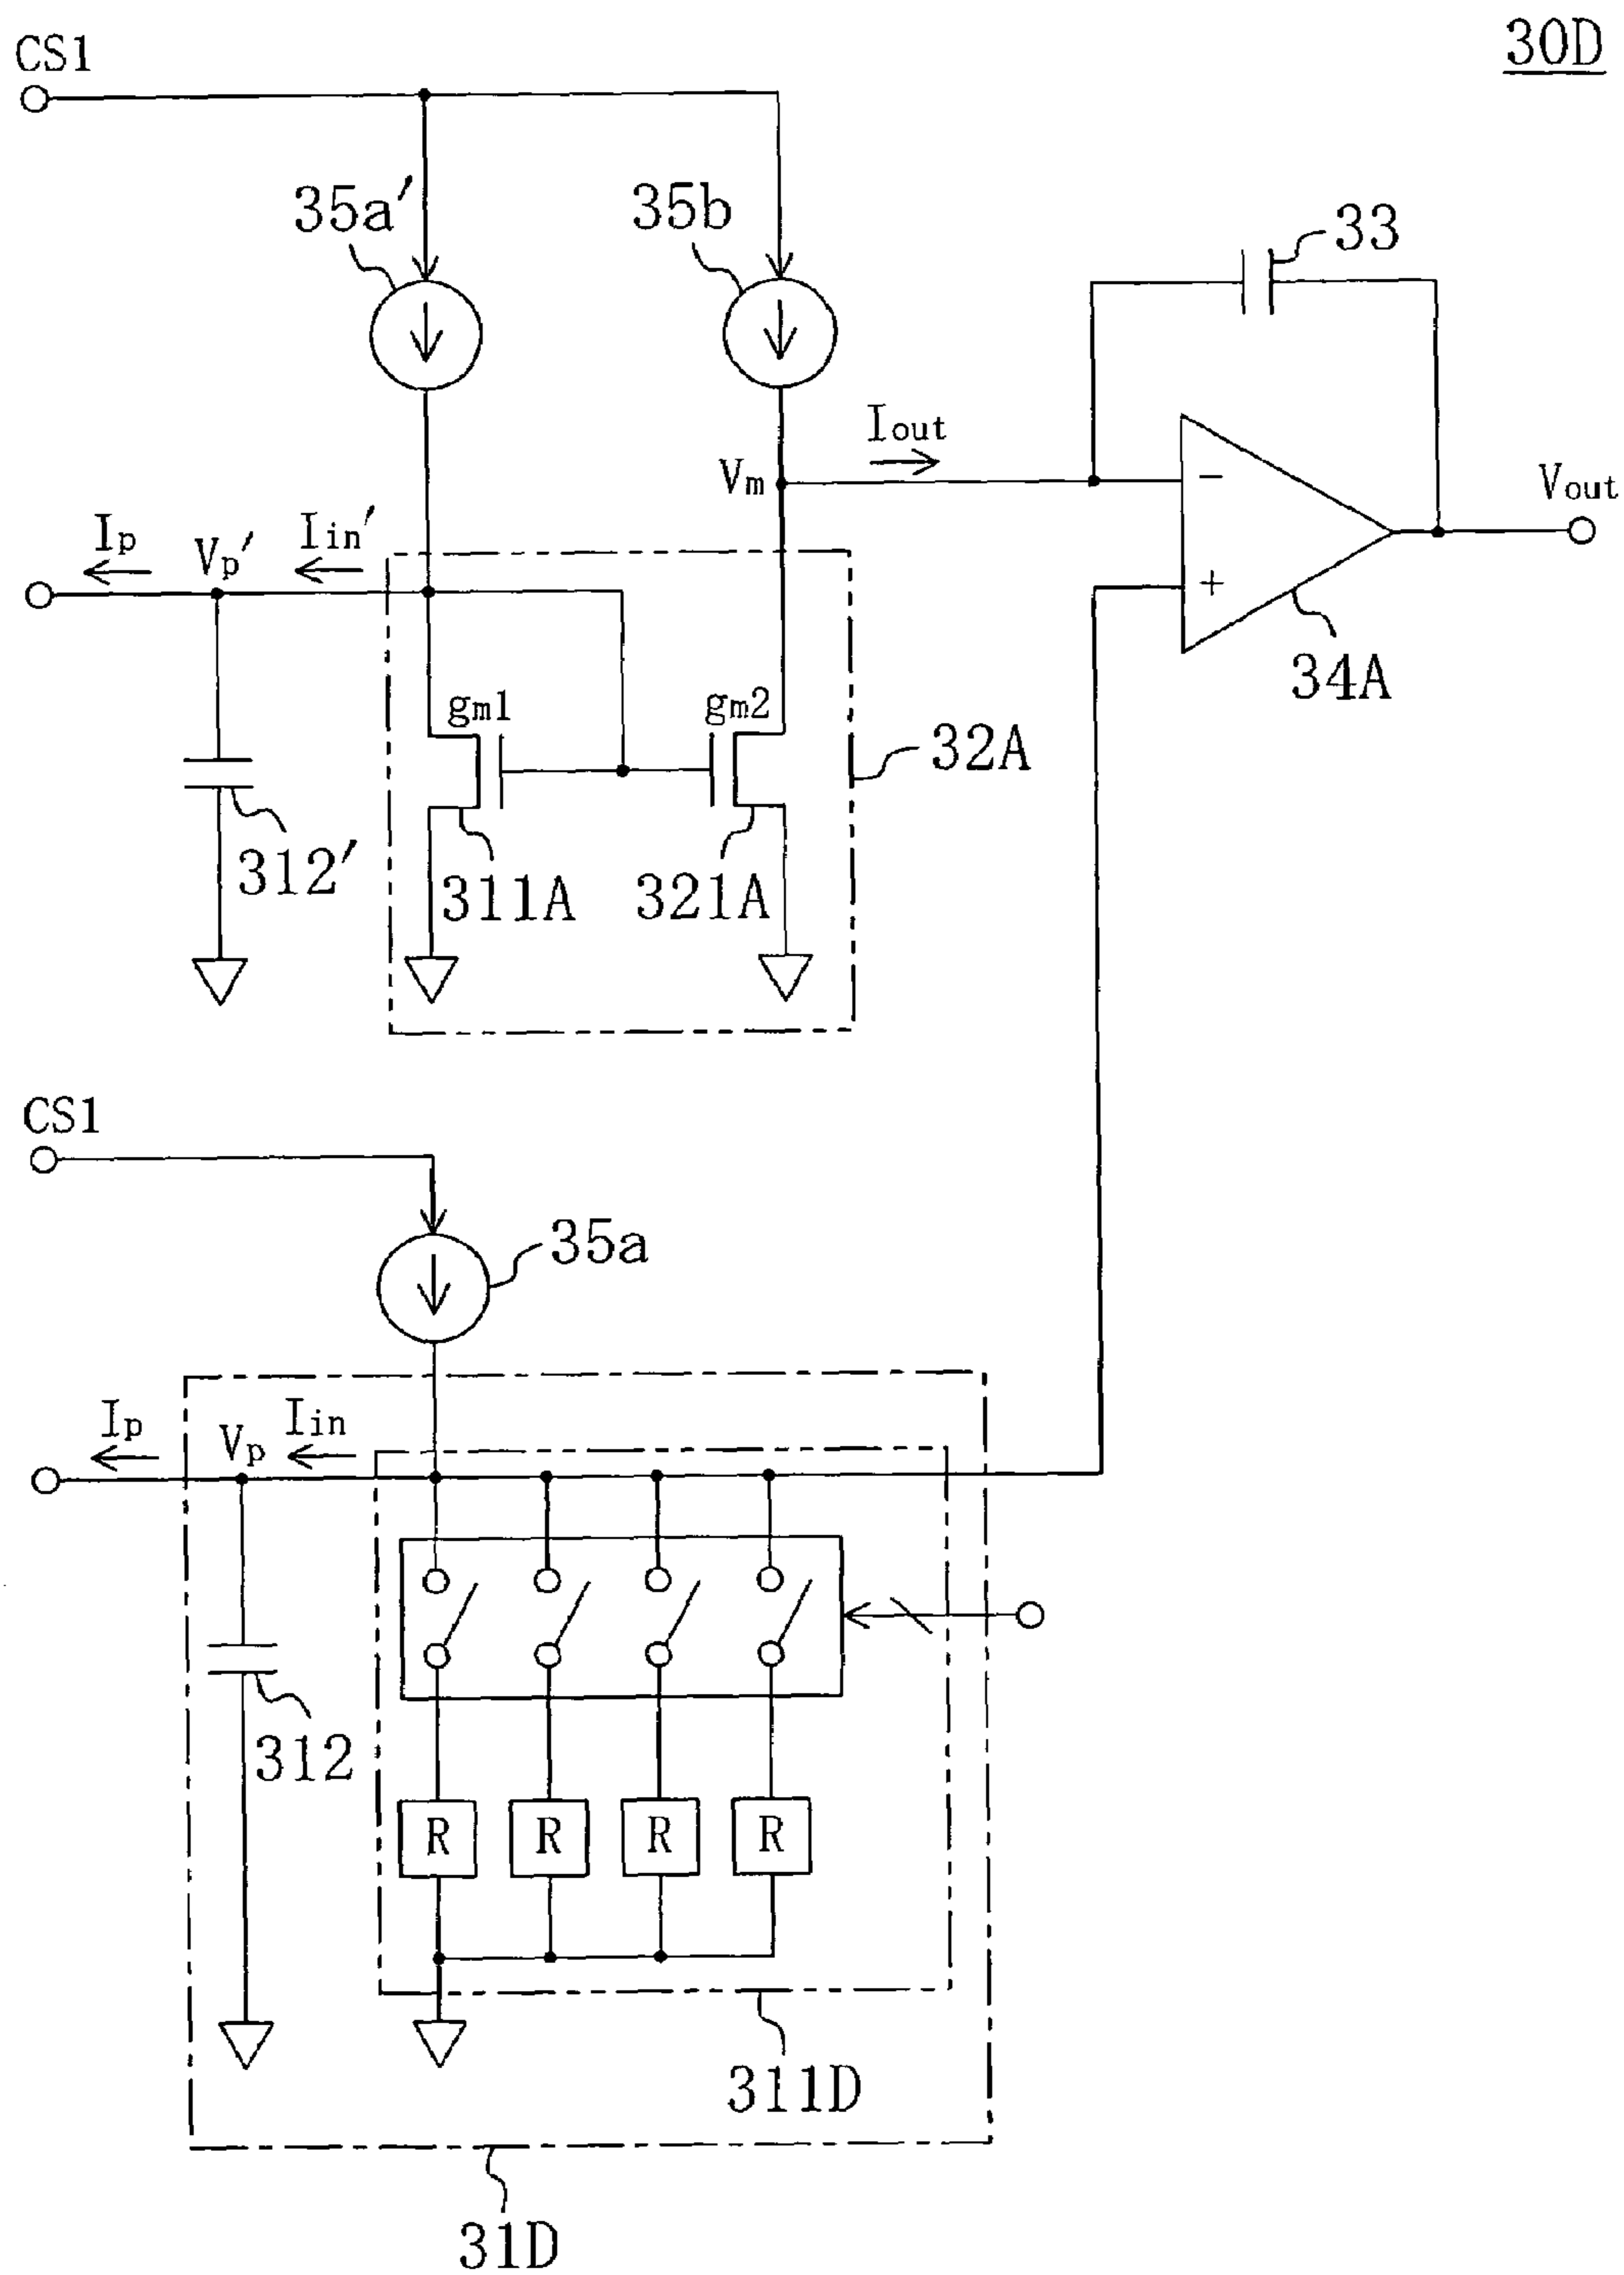 30D
CS1
35a'
35b
33
Iout
Vm
Vout
Ip
Vp'
Iin'
−
+
34A
gm1
gm2
32A
312'
311A
321A
CS1
35a
Ip
Vp
Iin
312
R R R R
311D
31D